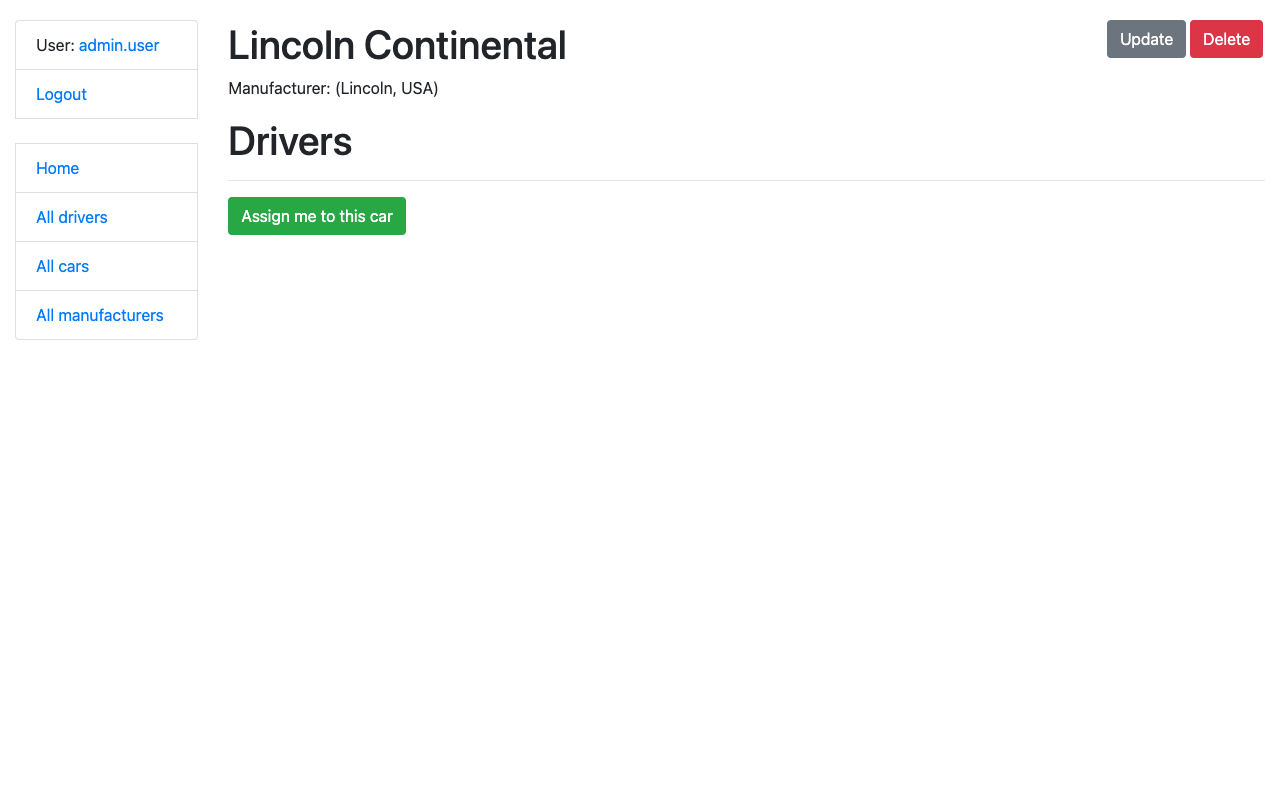 User: admin.user
Logout
Home
All drivers
All cars
All manufacturers
Lincoln Continental
Update
Delete
Manufacturer: (Lincoln, USA)
Drivers
Assign me to this car